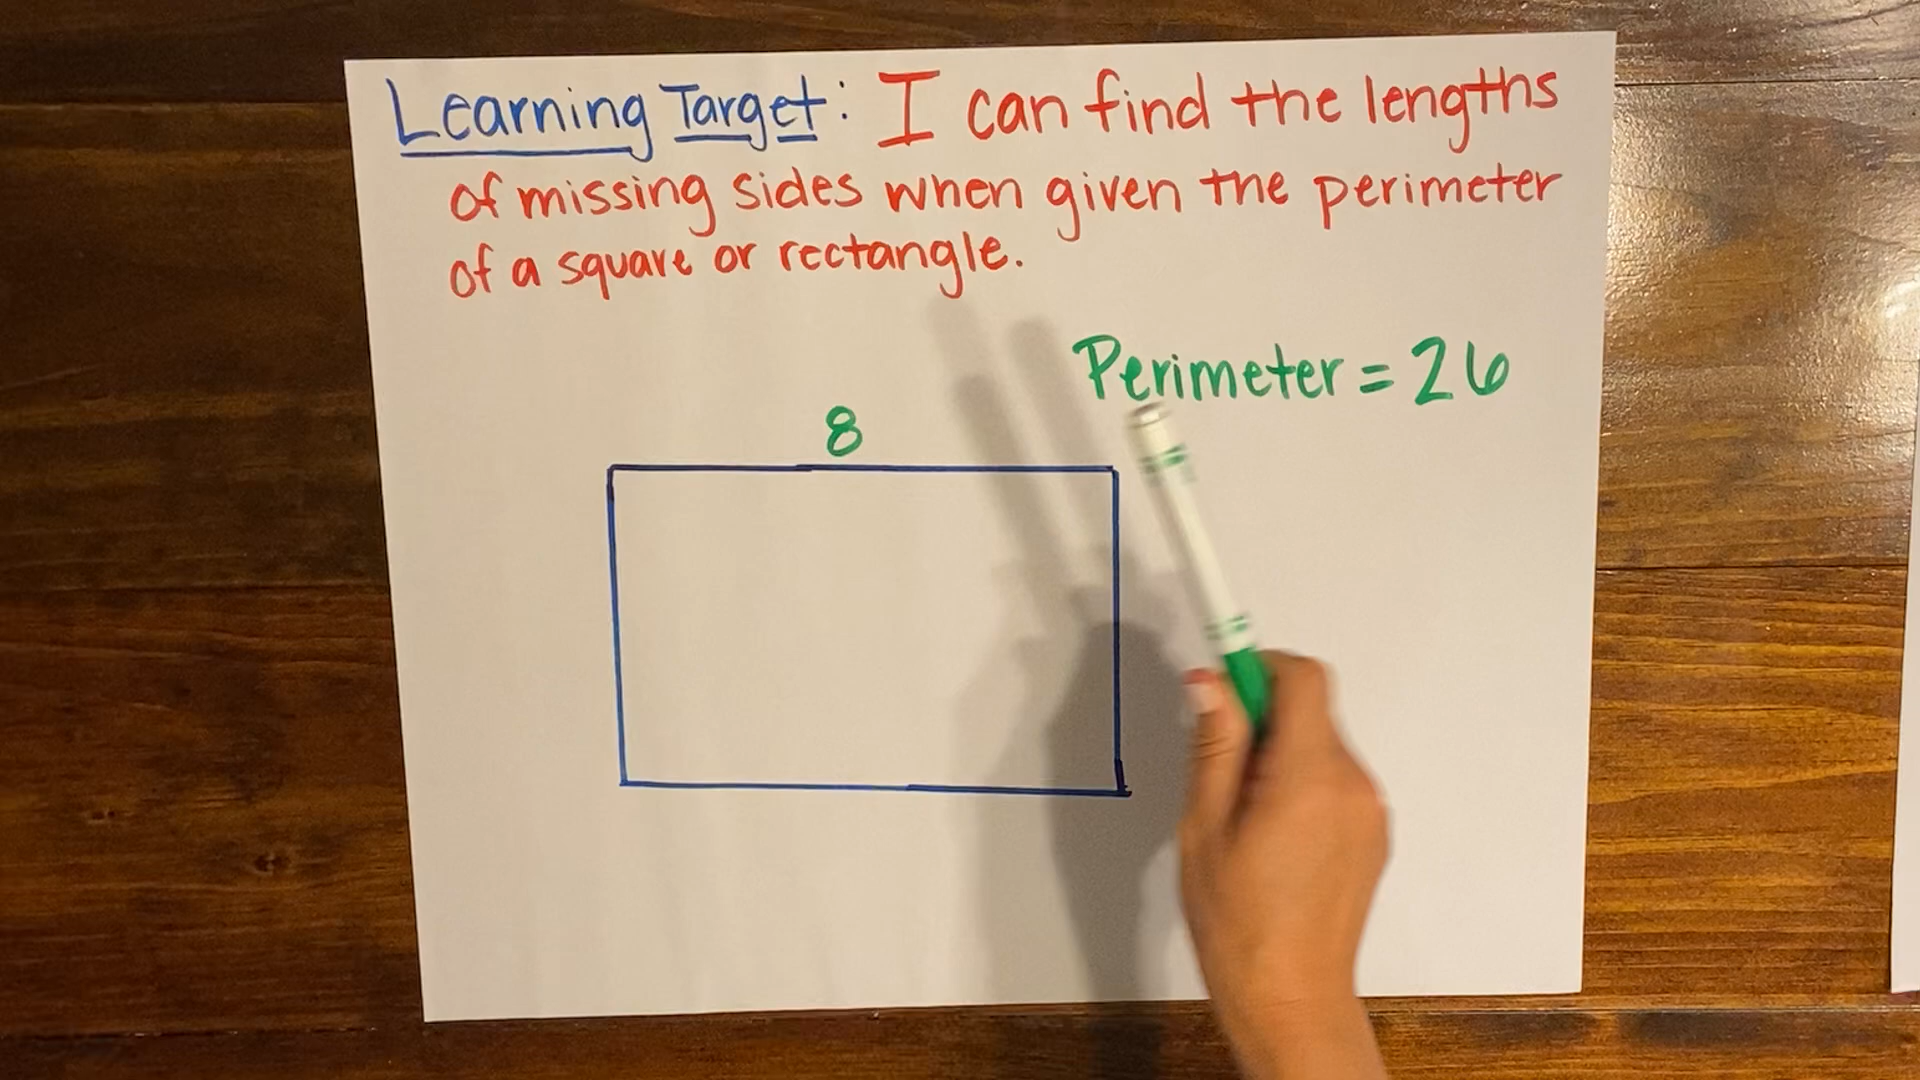 Learning Target: I can find the lengths
of missing sides when given the perimeter
of a square or rectangle.
Perimeter = 26
8